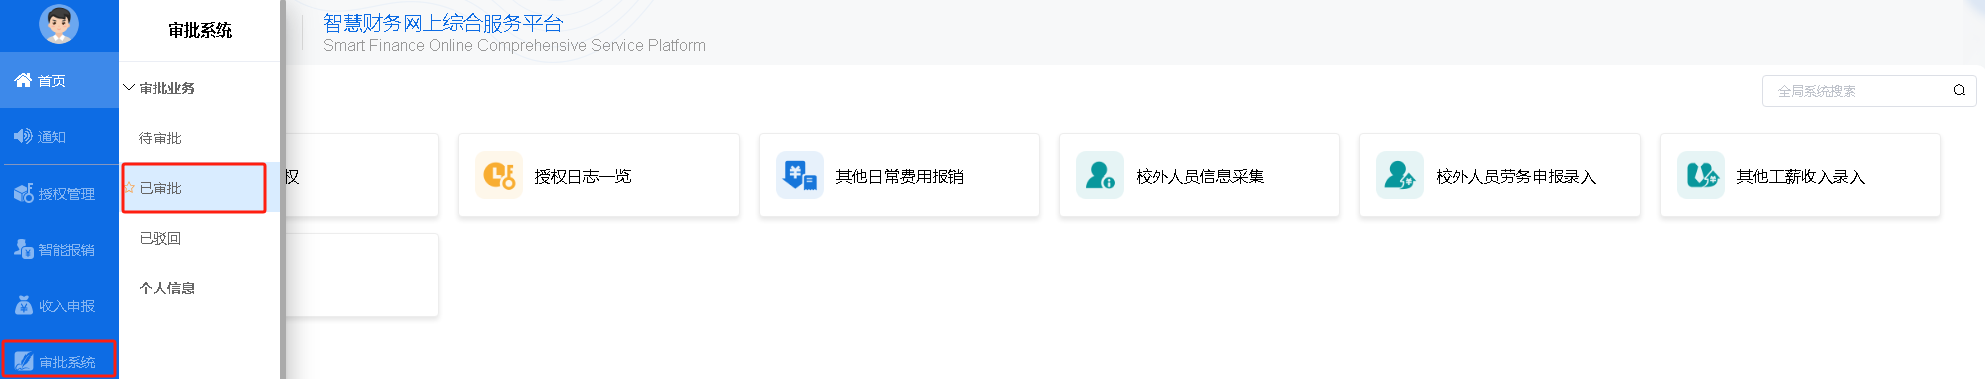 首页
通知
授权管理
智能报销
收入申报
审批系统
审批系统
审批业务
待审批
已审批
已驳回
个人信息
智慧财务网上综合服务平台
Smart Finance Online Comprehensive Service Platform
全局系统搜索
权
授权日志一览
其他日常费用报销
校外人员信息采集
校外人员劳务申报录入
其他工薪收入录入